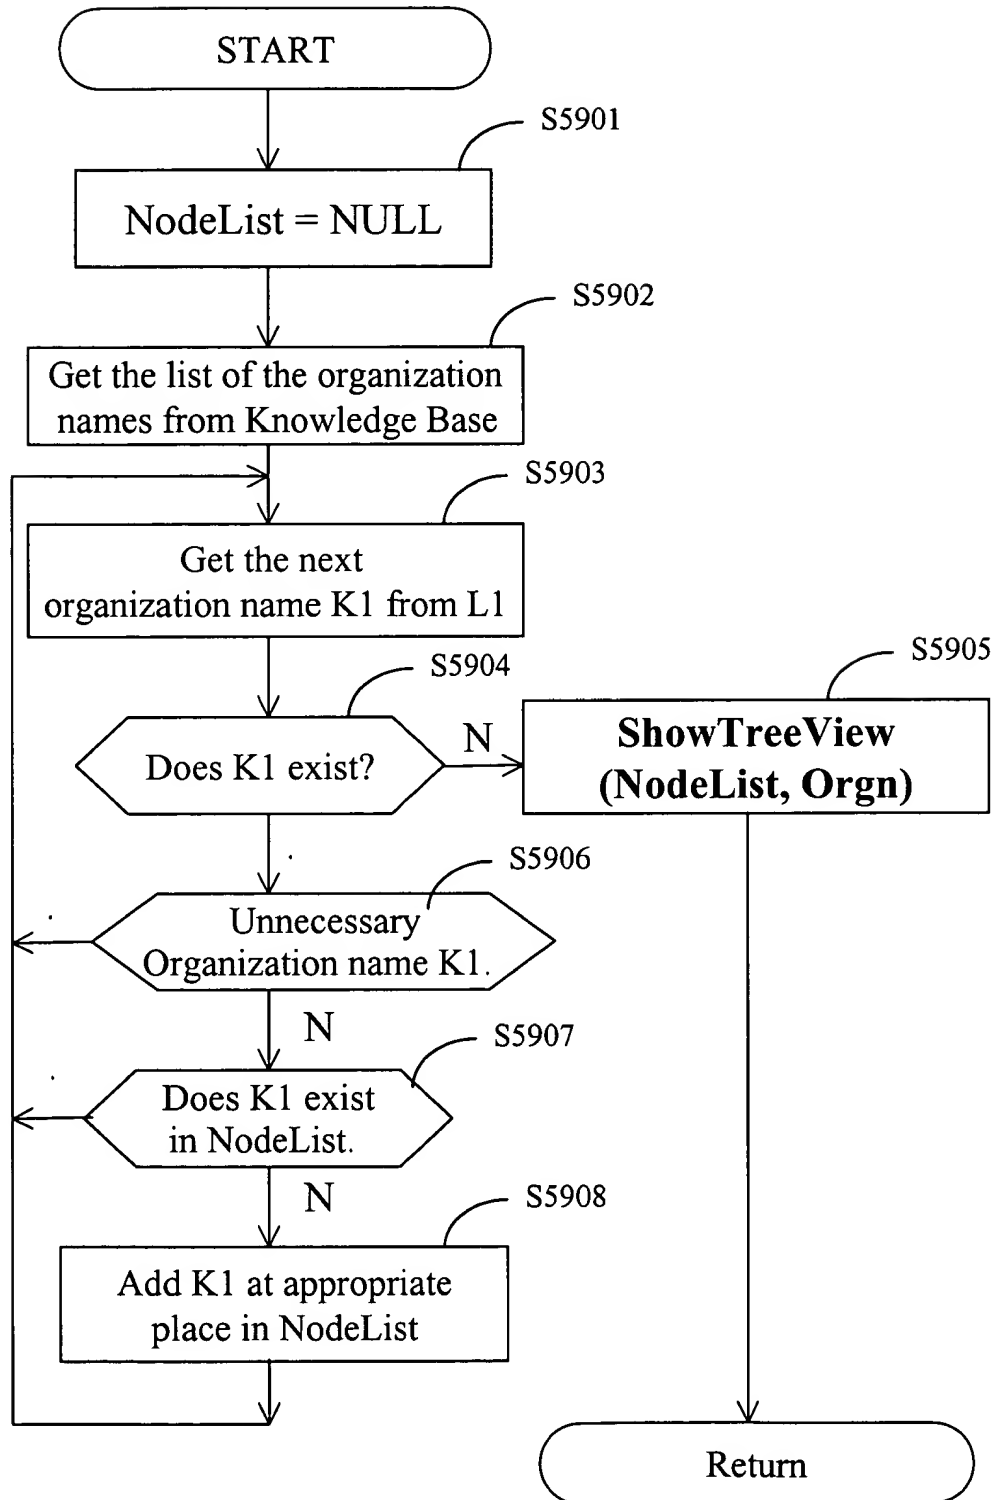 START
S5901
NodeList = NULL
S5902
Get the list of the organization
names from Knowledge Base
S5903
Get the next
organization name K1 from L1
S5904
Does K1 exist?
N
S5905
ShowTreeView
(NodeList, Orgn)
S5906
Unnecessary
Organization name K1.
N
S5907
Does K1 exist
in NodeList.
N
S5908
Add K1 at appropriate
place in NodeList
Return